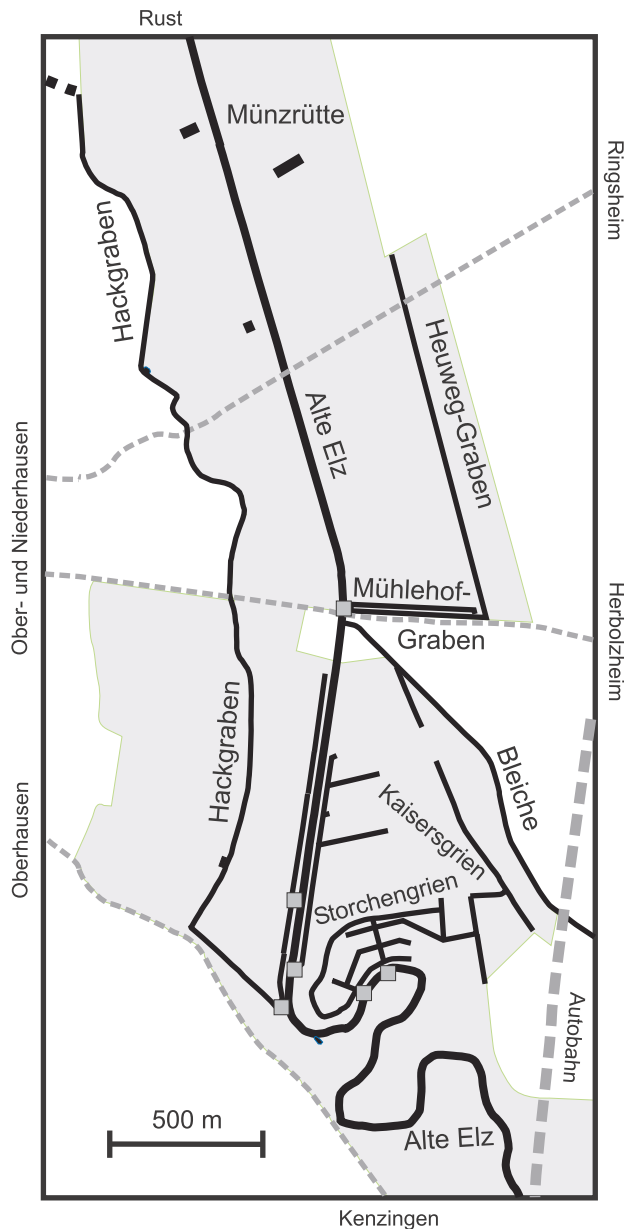 Rust
Münzrütte
Ringsheim
Hackgraben
Heuweg-Graben
Alte Elz
Ober- und Niederhausen
Mühlehof-
Graben
Herbolzheim
Hackgraben
Bleiche
Kaisersgrien
Oberhausen
Storchengrien
Autobahn
500 m
Alte Elz
Kenzingen